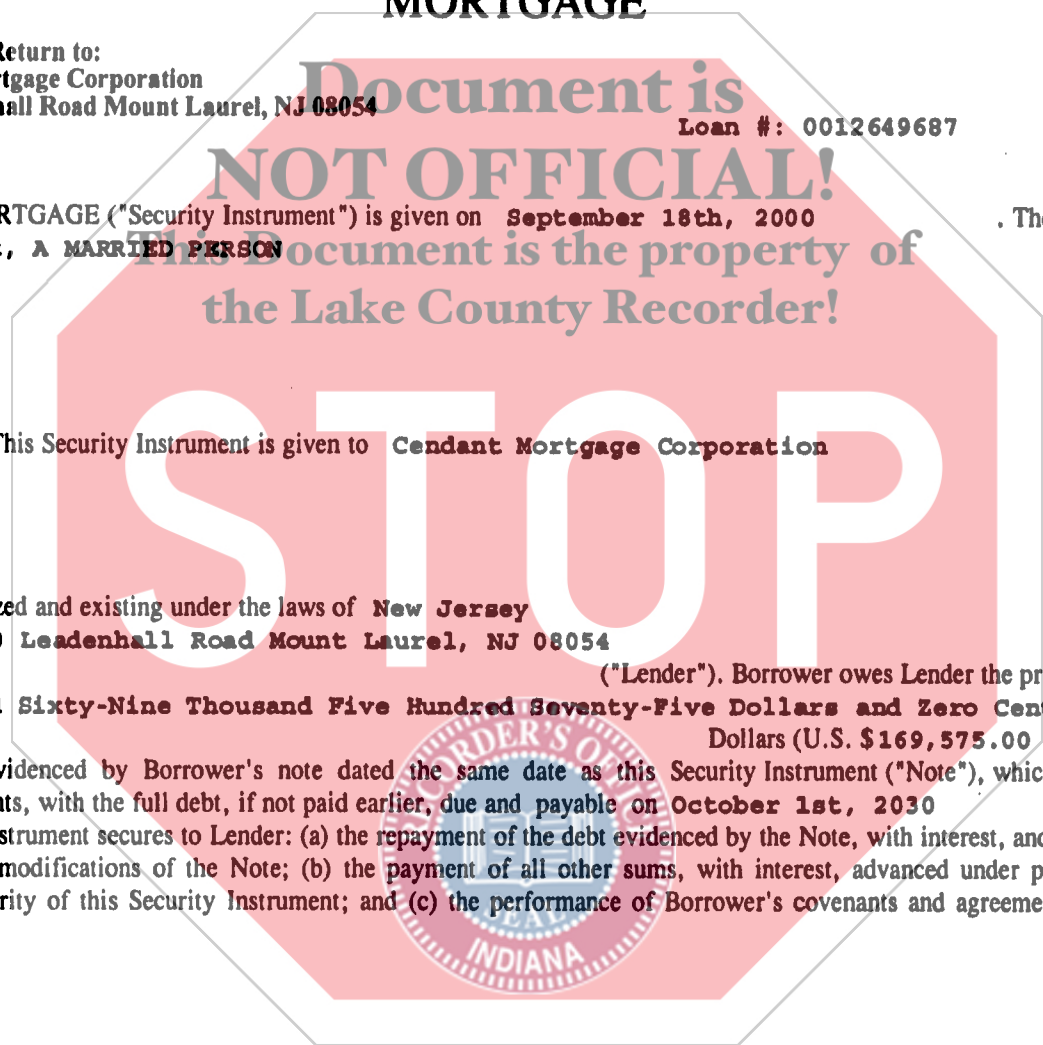 MORTGAGE
Return to:
rtgage Corporation
hall Road Mount Laurel, NJ 08054
Document is
Loan #: 0012649687
NOT OFFICIAL!
RTGAGE ("Security Instrument") is given on September 18th, 2000 . The
, A MARRIED PERSON
This Document is the property of
the Lake County Recorder!
STOP
This Security Instrument is given to Cendant Mortgage Corporation
zed and existing under the laws of New Jersey
Leadenhall Road Mount Laurel, NJ 08054
("Lender"). Borrower owes Lender the pr
Sixty-Nine Thousand Five Hundred Seventy-Five Dollars and Zero Cent
Dollars (U.S. $169,575.00
videnced by Borrower's note dated the same date as this Security Instrument ("Note"), whic
nts, with the full debt, if not paid earlier, due and payable on October 1st, 2030
strument secures to Lender: (a) the repayment of the debt evidenced by the Note, with interest, and
modifications of the Note; (b) the payment of all other sums, with interest, advanced under p
rity of this Security Instrument; and (c) the performance of Borrower's covenants and agreeme
RECORDER'S OFFICE
SEAL
INDIANA